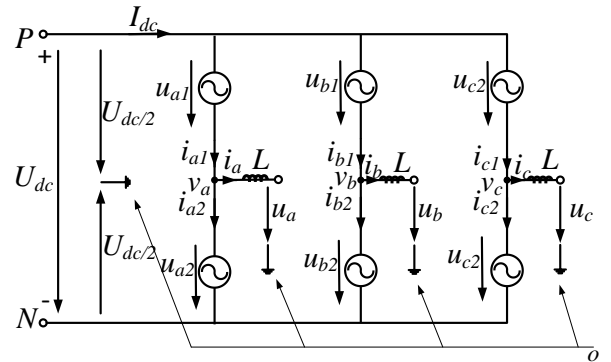 P
I_dc
+
u_a1
u_b1
u_c2
U_dc/2
U_dc
i_a1
i_a
L
v_a
i_a2
i_b1
i_b
L
v_b
i_b2
i_c1
i_c
L
v_c
i_c2
u_a
u_b
u_c
U_dc/2
u_a2
u_b2
u_c2
-
N
o